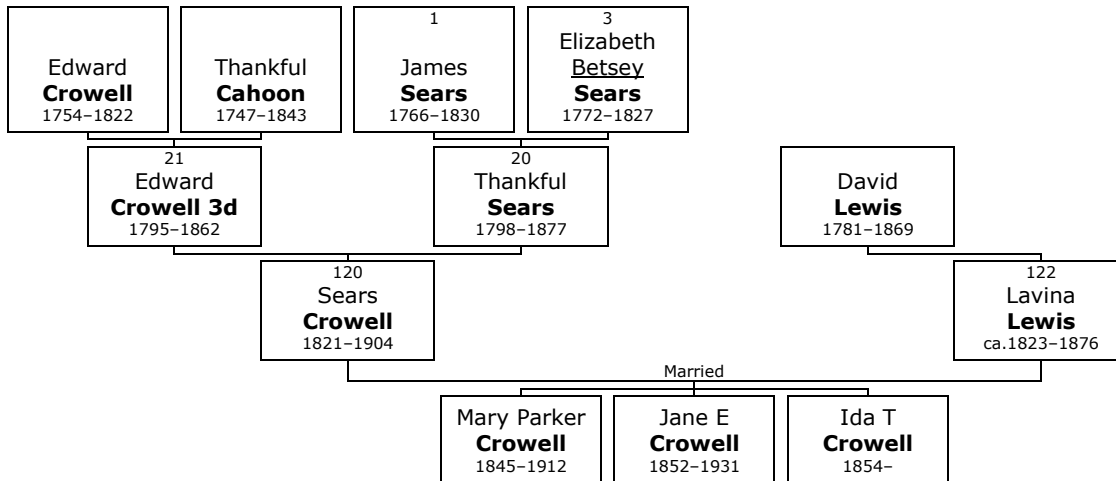 Edward
Crowell
1754–1822
Thankful
Cahoon
1747–1843
1
James
Sears
1766–1830
3
Elizabeth
Betsey
Sears
1772–1827
21
Edward
Crowell 3d
1795–1862
20
Thankful
Sears
1798–1877
David
Lewis
1781–1869
120
Sears
Crowell
1821–1904
122
Lavina
Lewis
ca.1823–1876
Married
Mary Parker
Crowell
1845–1912
Jane E
Crowell
1852–1931
Ida T
Crowell
1854–